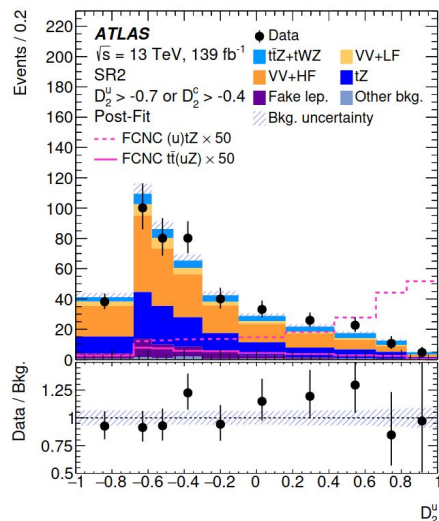 Events / 0.2
ATLAS
√s = 13 TeV, 139 fb⁻¹
SR2
D₂ᵘ > -0.7 or D₂ᶜ > -0.4
Post-Fit
Data
tt̄Z+tWZ
VV+LF
VV+HF
tZ
Fake lep.
Other bkg.
Bkg. uncertainty
FCNC (u)tZ × 50
FCNC tt̄(uZ) × 50
220
200
180
160
140
120
100
80
60
40
20
0
Data / Bkg.
1.25
1
0.75
0.5
−1 −0.8 −0.6 −0.4 −0.2 0 0.2 0.4 0.6 0.8 1
D₂ᵘ